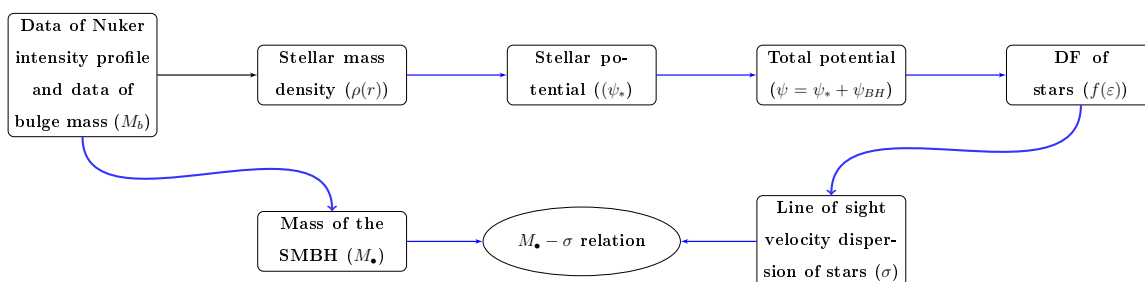 Data of Nuker
intensity profile
and data of
bulge mass (M_b)
Stellar mass
density (ρ(r))
Stellar po-
tential ((ψ_*)
Total potential
(ψ = ψ_* + ψ_{BH})
DF of
stars (f(ε))
Mass of the
SMBH (M_•)
M_• − σ relation
Line of sight
velocity disper-
sion of stars (σ)